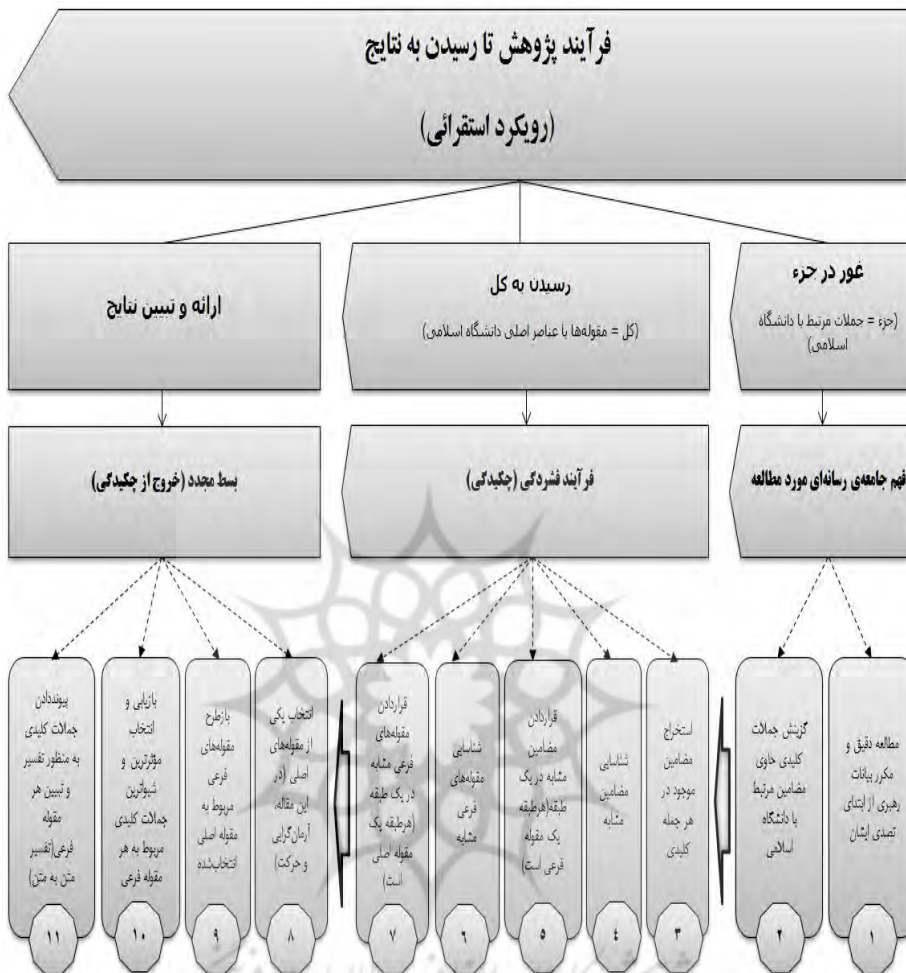 فرآیند پژوهش تا رسیدن به نتایج
(رویکرد استقرائی)
غور در جزء
(جزء = جملات مرتبط با دانشگاه
اسلامی)
رسیدن به کل
(کل = مقوله‌ها یا عناصر اصلی دانشگاه اسلامی)
ارائه و تبیین نتایج
فهم جامعه‌ی رسانه‌ای مورد مطالعه
فرآیند فشردگی (چکیدگی)
بسط مجدد (خروج از چکیدگی)
مطالعه دقیق و
مکرر بیانات
رهبری از ابتدای
تصدی ایشان
۱
گزینش جملات
کلیدی حاوی
مضامین مرتبط
با دانشگاه
اسلامی
۲
استخراج
مضامین
موجود در
هر جمله
کلیدی
۳
شناسایی
مضامین
مشابه
۴
قراردادن
مضامین
مشابه در یک
طبقه(هرطبقه
یک مقوله
فرعی است)
۵
شناسایی
مقوله‌های
فرعی
مشابه
۶
قراردادن
مقوله‌های
فرعی مشابه
در یک طبقه
(هرطبقه یک
مقوله اصلی
است)
۷
انتخاب یکی
از مقوله‌های
اصلی (در
این مقاله،
آرمان‌گرایی
و حرکت)
۸
بازطرح
مقوله‌های
فرعی
مربوط به
مقوله اصلی
انتخاب‌شده
۹
بازیابی و
انتخاب
مؤثرترین و
شیواترین
جملات کلیدی
مربوط به هر
مقوله فرعی
۱۰
پیونددادن
جملات کلیدی
به منظور تفسیر
و تبیین هر
مقوله
فرعی(تفسیر
متن به متن)
۱۱